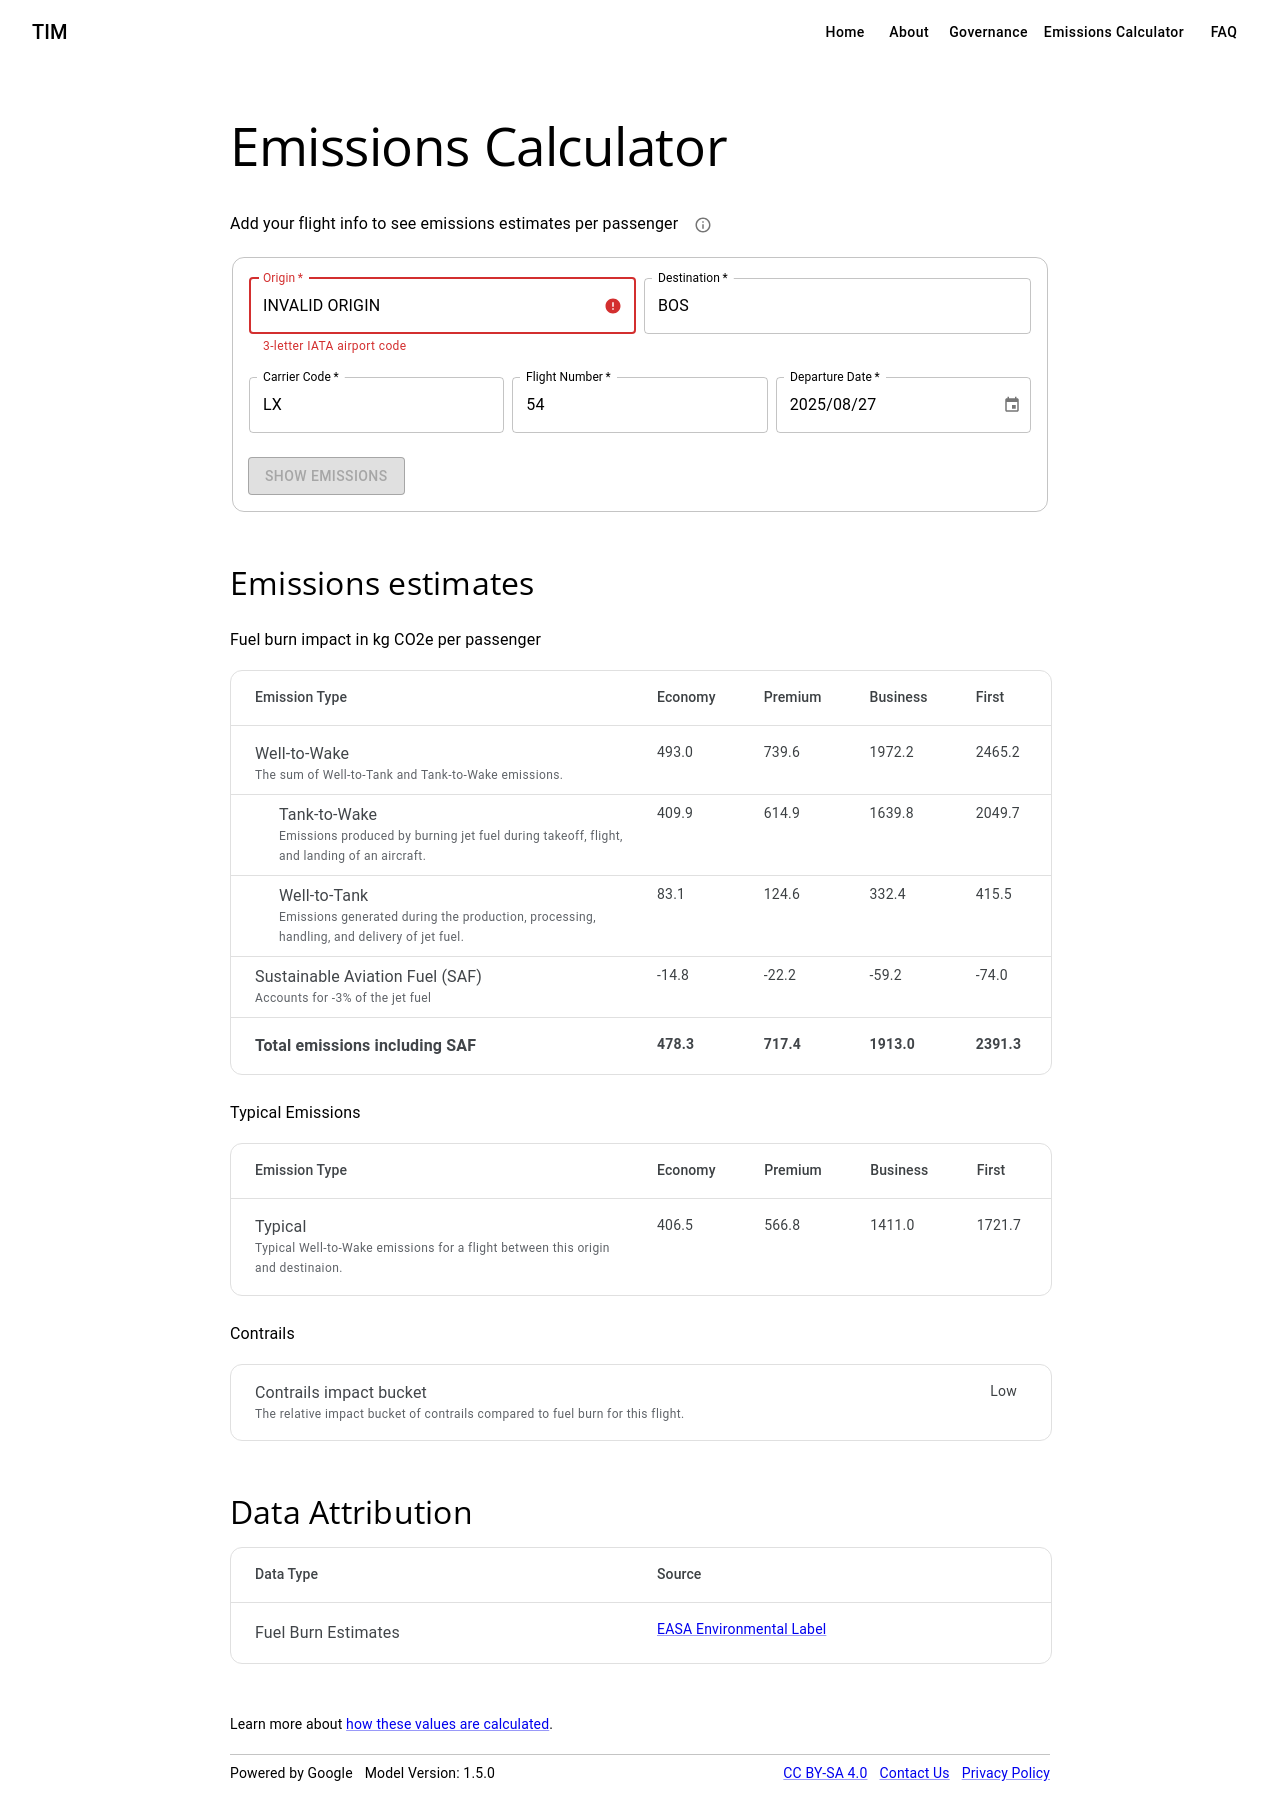 TIM
Home About Governance Emissions Calculator FAQ
Emissions Calculator
Add your flight info to see emissions estimates per passenger
Origin * Destination *
INVALID ORIGIN BOS
3-letter IATA airport code
Carrier Code * Flight Number * Departure Date *
LX 54 2025/08/27
SHOW EMISSIONS
Emissions estimates
Fuel burn impact in kg CO2e per passenger
Emission Type Economy Premium Business First
Well-to-Wake 493.0 739.6 1972.2 2465.2
The sum of Well-to-Tank and Tank-to-Wake emissions.
Tank-to-Wake 409.9 614.9 1639.8 2049.7
Emissions produced by burning jet fuel during takeoff, flight,
and landing of an aircraft.
Well-to-Tank 83.1 124.6 332.4 415.5
Emissions generated during the production, processing,
handling, and delivery of jet fuel.
Sustainable Aviation Fuel (SAF) -14.8 -22.2 -59.2 -74.0
Accounts for -3% of the jet fuel
Total emissions including SAF 478.3 717.4 1913.0 2391.3
Typical Emissions
Emission Type Economy Premium Business First
Typical 406.5 566.8 1411.0 1721.7
Typical Well-to-Wake emissions for a flight between this origin
and destinaion.
Contrails
Contrails impact bucket Low
The relative impact bucket of contrails compared to fuel burn for this flight.
Data Attribution
Data Type Source
Fuel Burn Estimates EASA Environmental Label
Learn more about how these values are calculated.
Powered by Google Model Version: 1.5.0 CC BY-SA 4.0 Contact Us Privacy Policy